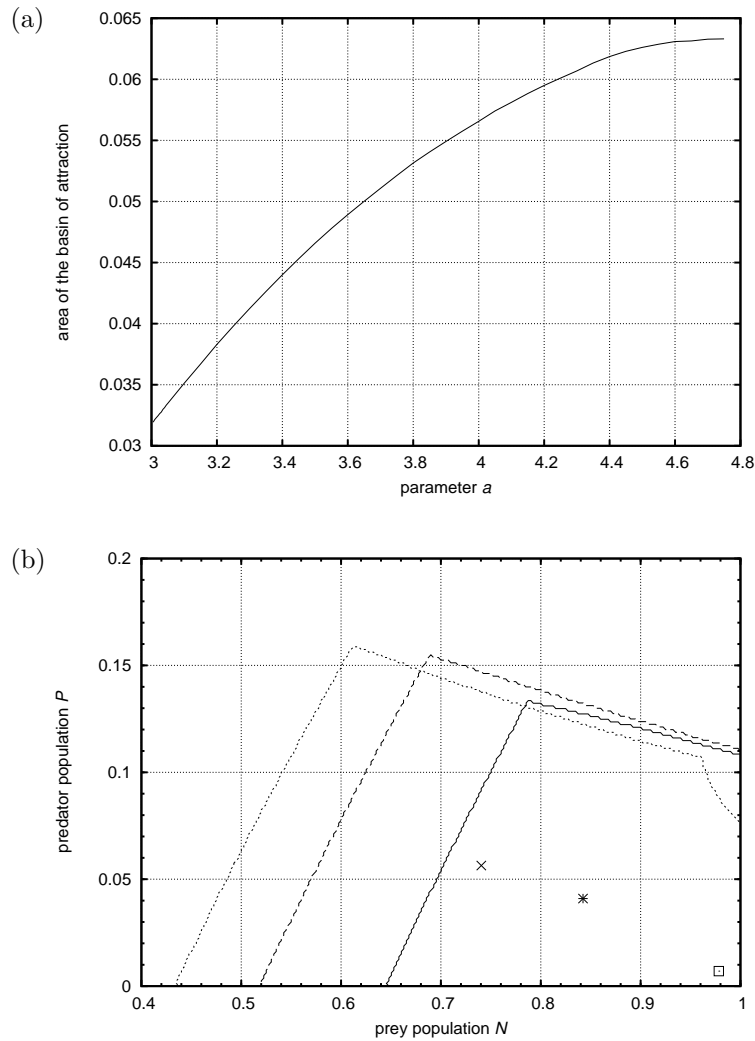 (a)
0.065
0.06
0.055
0.05
0.045
0.04
0.035
0.03
area of the basin of attraction
3 3.2 3.4 3.6 3.8 4 4.2 4.4 4.6 4.8
parameter a
(b)
0.2
0.15
0.1
0.05
0
predator population P
0.4 0.5 0.6 0.7 0.8 0.9 1
prey population N